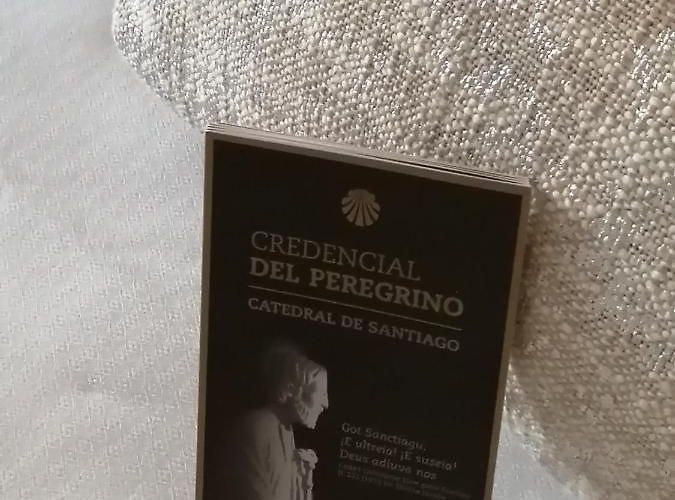 CREDENCIAL
DEL PEREGRINO
CATEDRAL DE SANTIAGO
Got Sanctiagu,
¡E ultreia! ¡E suseia!
Deus adiuva nos